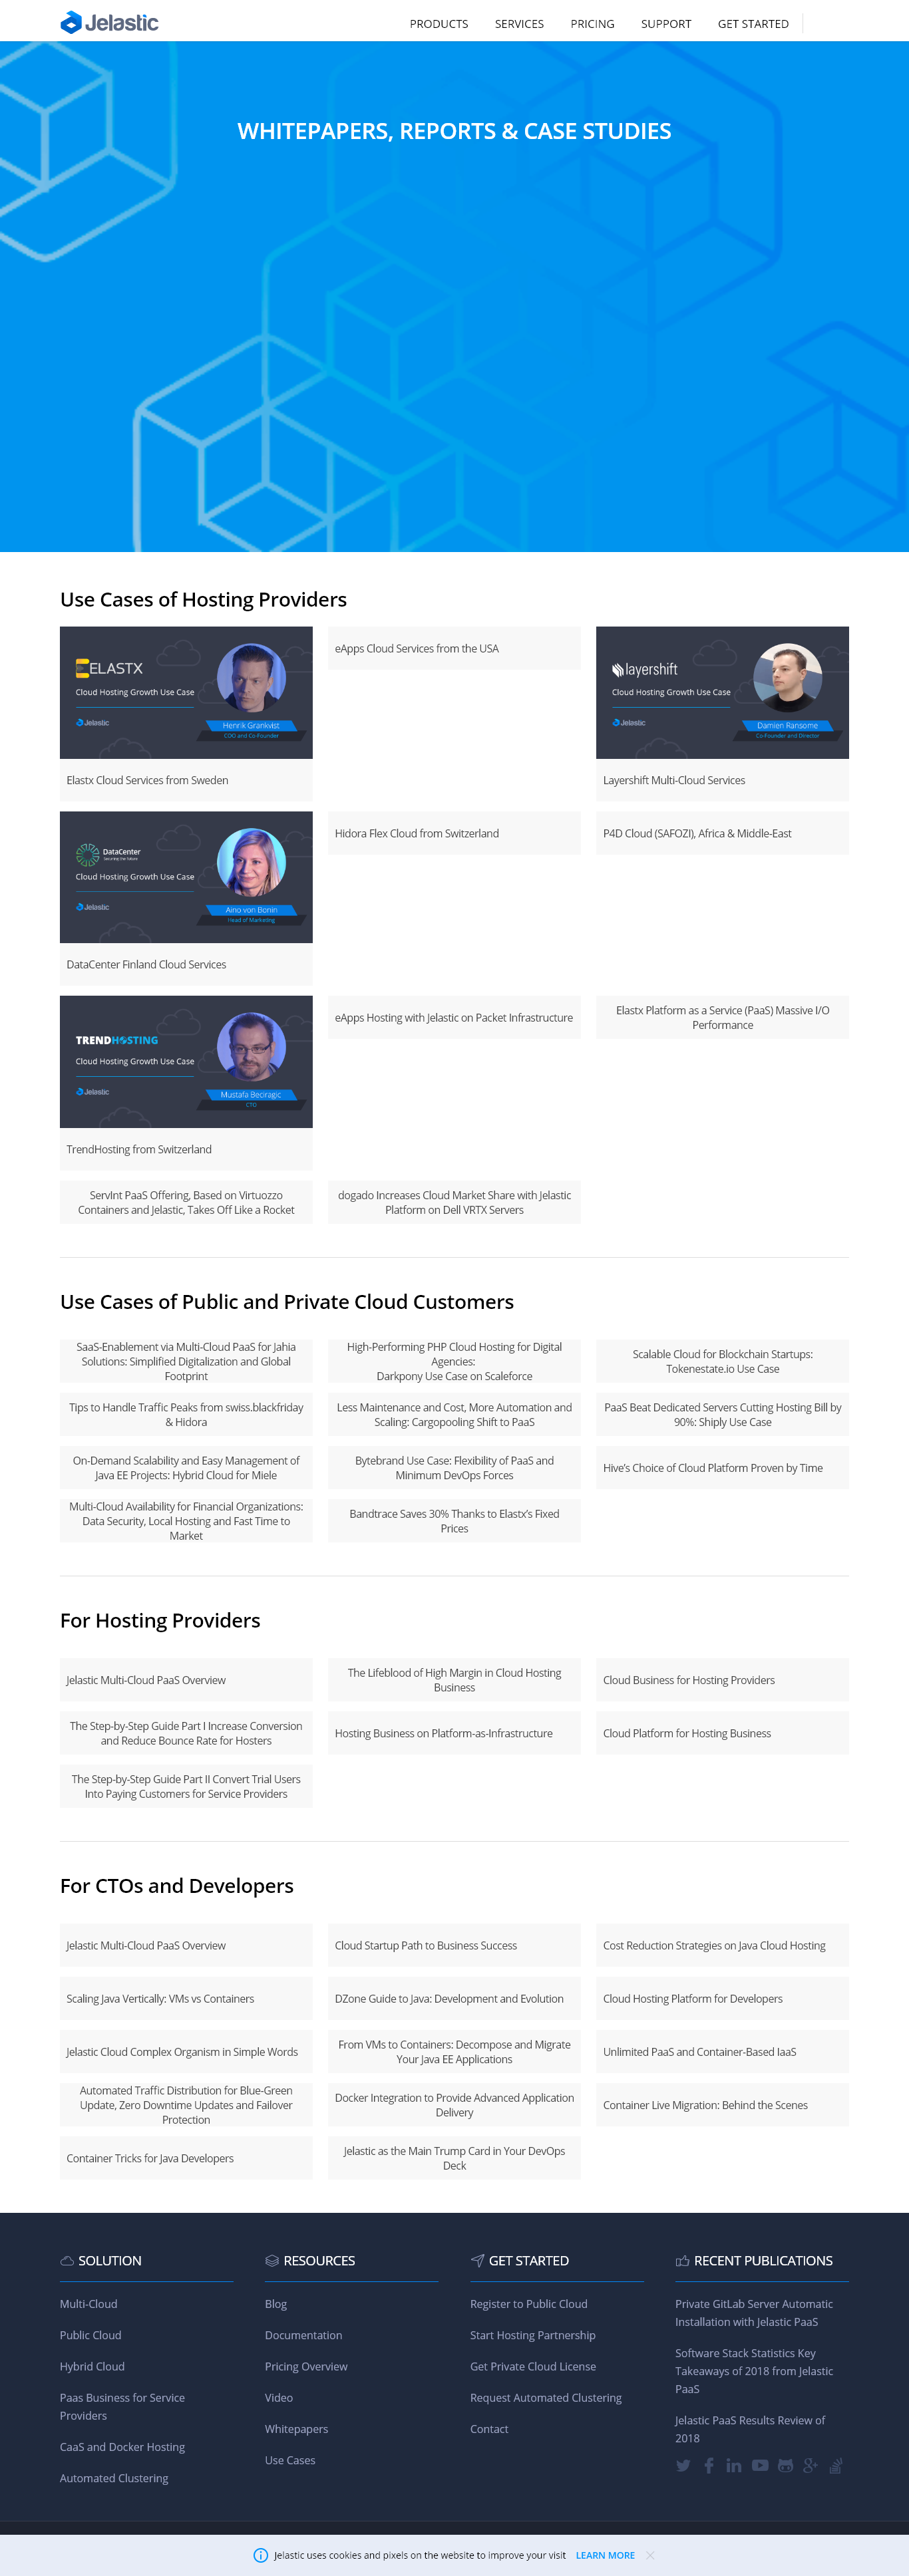 Jelastic
PRODUCTS
SERVICES
PRICING
SUPPORT
GET STARTED
WHITEPAPERS, REPORTS & CASE STUDIES
Use Cases of Hosting Providers
ELASTX
Cloud Hosting Growth Use Case
Jelastic
Henrik Grankvist
COO and Co-Founder
Elastx Cloud Services from Sweden
eApps Cloud Services from the USA
layershift
Cloud Hosting Growth Use Case
Jelastic
Damien Ransome
Co-Founder and Director
Layershift Multi-Cloud Services
DataCenter
Securing the future
Cloud Hosting Growth Use Case
Jelastic
Aino von Bonin
Head of Marketing
DataCenter Finland Cloud Services
Hidora Flex Cloud from Switzerland
P4D Cloud (SAFOZI), Africa & Middle-East
TRENDHOSTING
Cloud Hosting Growth Use Case
Jelastic
Mustafa Beciragic
CTO
TrendHosting from Switzerland
eApps Hosting with Jelastic on Packet Infrastructure
Elastx Platform as a Service (PaaS) Massive I/O
Performance
ServInt PaaS Offering, Based on Virtuozzo
Containers and Jelastic, Takes Off Like a Rocket
dogado Increases Cloud Market Share with Jelastic
Platform on Dell VRTX Servers
Use Cases of Public and Private Cloud Customers
SaaS-Enablement via Multi-Cloud PaaS for Jahia
Solutions: Simplified Digitalization and Global
Footprint
High-Performing PHP Cloud Hosting for Digital
Agencies:
Darkpony Use Case on Scaleforce
Scalable Cloud for Blockchain Startups:
Tokenestate.io Use Case
Tips to Handle Traffic Peaks from swiss.blackfriday
& Hidora
Less Maintenance and Cost, More Automation and
Scaling: Cargopooling Shift to PaaS
PaaS Beat Dedicated Servers Cutting Hosting Bill by
90%: Shiply Use Case
On-Demand Scalability and Easy Management of
Java EE Projects: Hybrid Cloud for Miele
Bytebrand Use Case: Flexibility of PaaS and
Minimum DevOps Forces
Hive's Choice of Cloud Platform Proven by Time
Multi-Cloud Availability for Financial Organizations:
Data Security, Local Hosting and Fast Time to
Market
Bandtrace Saves 30% Thanks to Elastx's Fixed
Prices
For Hosting Providers
Jelastic Multi-Cloud PaaS Overview
The Lifeblood of High Margin in Cloud Hosting
Business
Cloud Business for Hosting Providers
The Step-by-Step Guide Part I Increase Conversion
and Reduce Bounce Rate for Hosters
Hosting Business on Platform-as-Infrastructure
Cloud Platform for Hosting Business
The Step-by-Step Guide Part II Convert Trial Users
Into Paying Customers for Service Providers
For CTOs and Developers
Jelastic Multi-Cloud PaaS Overview
Cloud Startup Path to Business Success
Cost Reduction Strategies on Java Cloud Hosting
Scaling Java Vertically: VMs vs Containers
DZone Guide to Java: Development and Evolution
Cloud Hosting Platform for Developers
Jelastic Cloud Complex Organism in Simple Words
From VMs to Containers: Decompose and Migrate
Your Java EE Applications
Unlimited PaaS and Container-Based IaaS
Automated Traffic Distribution for Blue-Green
Update, Zero Downtime Updates and Failover
Protection
Docker Integration to Provide Advanced Application
Delivery
Container Live Migration: Behind the Scenes
Container Tricks for Java Developers
Jelastic as the Main Trump Card in Your DevOps
Deck
SOLUTION
Multi-Cloud
Public Cloud
Hybrid Cloud
Paas Business for Service
Providers
CaaS and Docker Hosting
Automated Clustering
RESOURCES
Blog
Documentation
Pricing Overview
Video
Whitepapers
Use Cases
GET STARTED
Register to Public Cloud
Start Hosting Partnership
Get Private Cloud License
Request Automated Clustering
Contact
RECENT PUBLICATIONS
Private GitLab Server Automatic
Installation with Jelastic PaaS
Software Stack Statistics Key
Takeaways of 2018 from Jelastic
PaaS
Jelastic PaaS Results Review of
2018
Jelastic uses cookies and pixels on the website to improve your visit LEARN MORE